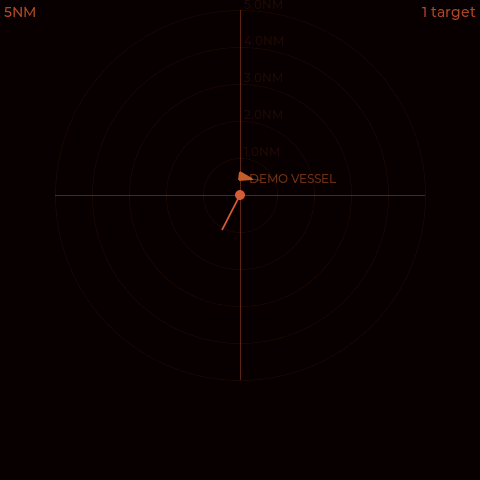 5NM
1 target
5.0NM
4.0NM
3.0NM
2.0NM
1.0NM
DEMO VESSEL